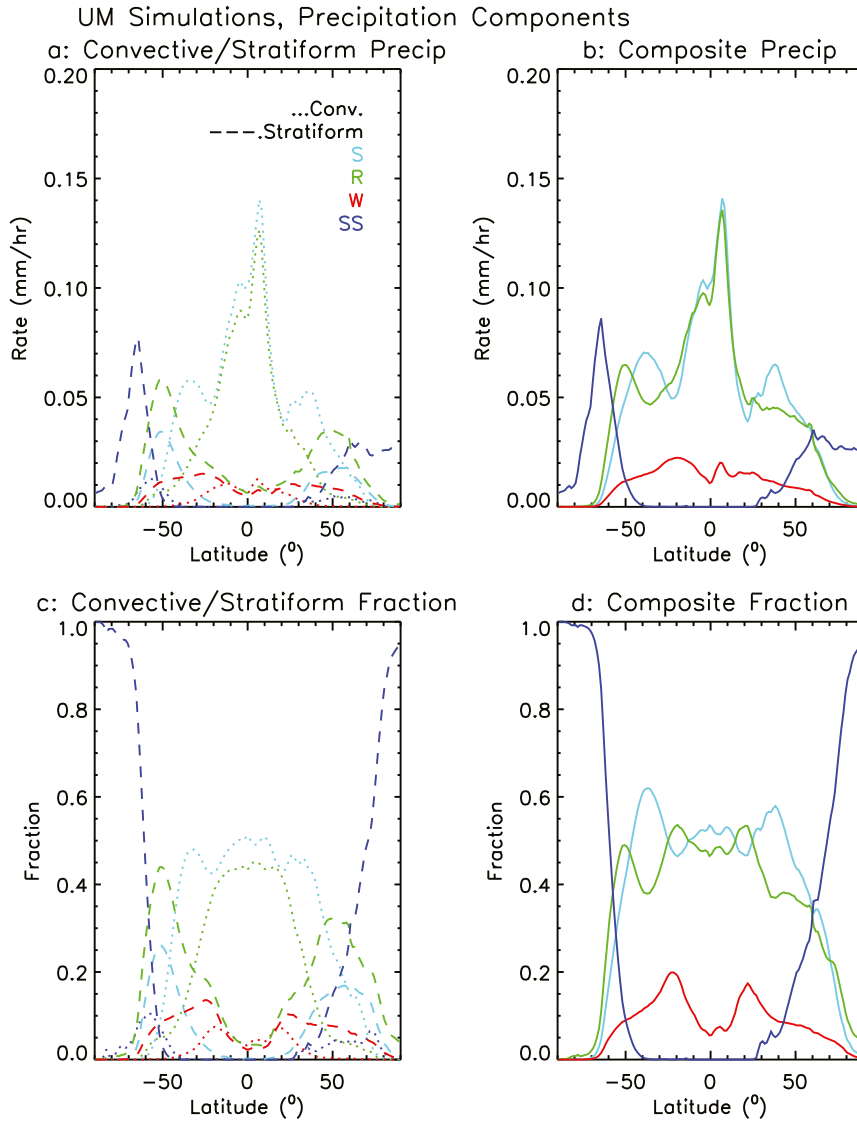 UM Simulations, Precipitation Components
a: Convective/Stratiform Precip
b: Composite Precip
0.20
0.15
0.10
0.05
0.00
Rate (mm/hr)
...Conv.
---.Stratiform
S
R
W
SS
−50 0 50
Latitude (⁰)
0.20
0.15
0.10
0.05
0.00
Rate (mm/hr)
−50 0 50
Latitude (⁰)
c: Convective/Stratiform Fraction
d: Composite Fraction
1.0
0.8
0.6
0.4
0.2
0.0
Fraction
−50 0 50
Latitude (⁰)
1.0
0.8
0.6
0.4
0.2
0.0
Fraction
−50 0 50
Latitude (⁰)